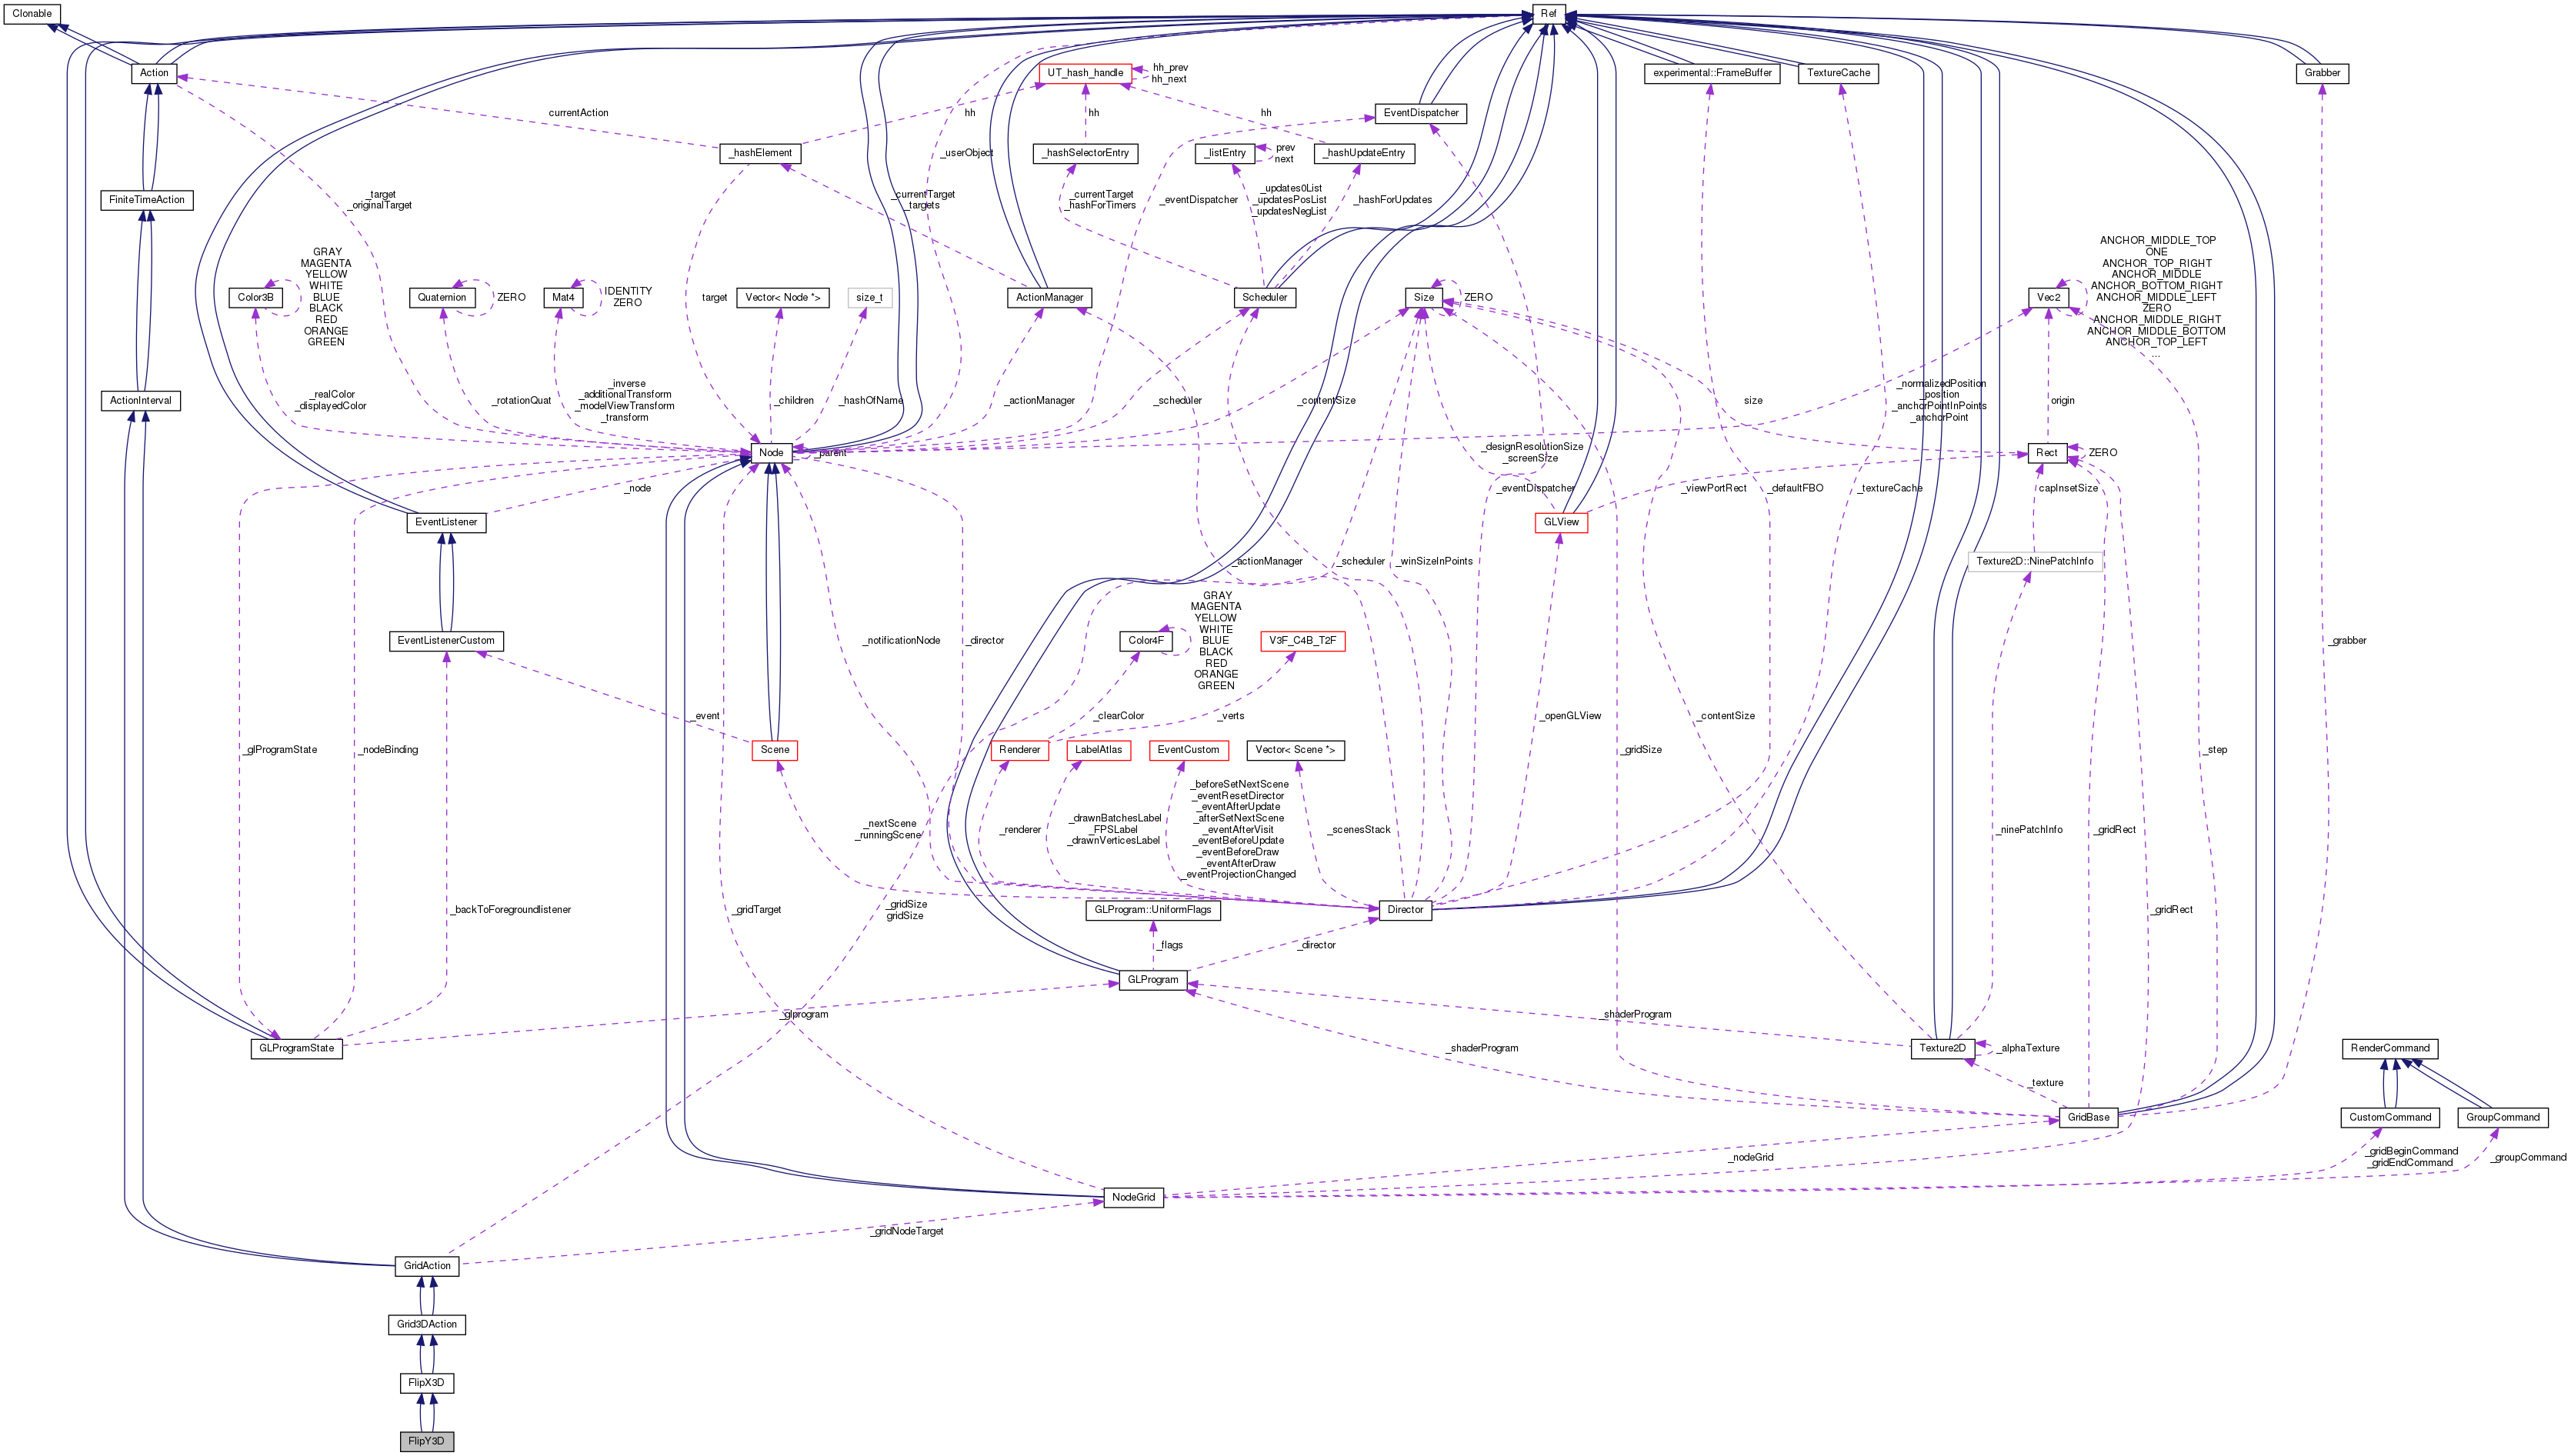 Clonable
Ref
Action
UT_hash_handle
hh_prev
hh_next
experimental::FrameBuffer
TextureCache
Grabber
currentAction
hh
hh
hh
EventDispatcher
_hashElement
_userObject
_hashSelectorEntry
_listEntry
prev
next
_hashUpdateEntry
FiniteTimeAction
_target
_originalTarget
_currentTarget
_targets
_eventDispatcher
_currentTarget
_hashForTimers
_updates0List
_updatesPosList
_updatesNegList
_hashForUpdates
GRAY
MAGENTA
YELLOW
WHITE
BLUE
BLACK
RED
ORANGE
GREEN
ANCHOR_MIDDLE_TOP
ONE
ANCHOR_TOP_RIGHT
ANCHOR_MIDDLE
ANCHOR_BOTTOM_RIGHT
ANCHOR_MIDDLE_LEFT
ZERO
ANCHOR_MIDDLE_RIGHT
ANCHOR_MIDDLE_BOTTOM
ANCHOR_TOP_LEFT
...
Color3B
Quaternion
ZERO
Mat4
IDENTITY
ZERO
target
Vector< Node *>
size_t
ActionManager
Scheduler
Size
ZERO
Vec2
ActionInterval
_realColor
_displayedColor
_rotationQuat
_inverse
_additionalTransform
_modelViewTransform
_transform
_children
_hashOfName
_actionManager
_scheduler
_contentSize
size
_normalizedPosition
_position
_anchorPointInPoints
_anchorPoint
origin
Node
_parent
_designResolutionSize
_screenSize
Rect
ZERO
_node
_eventDispatcher
_viewPortRect
_defaultFBO
_textureCache
capInsetSize
EventListener
GLView
_actionManager
_scheduler
_winSizeInPoints
Texture2D::NinePatchInfo
GRAY
MAGENTA
YELLOW
WHITE
BLUE
BLACK
RED
ORANGE
GREEN
EventListenerCustom
_notificationNode
_director
Color4F
V3F_C4B_T2F
_grabber
_event
_clearColor
_verts
_openGLView
_contentSize
_glProgramState
_nodeBinding
Scene
Renderer
LabelAtlas
EventCustom
Vector< Scene *>
_gridSize
_step
_nextScene
_runningScene
_renderer
_drawnBatchesLabel
_FPSLabel
_drawnVerticesLabel
_beforeSetNextScene
_eventResetDirector
_eventAfterUpdate
_afterSetNextScene
_eventAfterVisit
_eventBeforeUpdate
_eventBeforeDraw
_eventAfterDraw
_eventProjectionChanged
_scenesStack
_ninePatchInfo
_gridRect
_backToForegroundlistener
_gridTarget
_gridSize
gridSize
GLProgram::UniformFlags
Director
_gridRect
_flags
_director
GLProgram
_glprogram
_shaderProgram
GLProgramState
_shaderProgram
Texture2D
_alphaTexture
RenderCommand
_texture
GridBase
CustomCommand
GroupCommand
_nodeGrid
_gridBeginCommand
_gridEndCommand
_groupCommand
NodeGrid
_gridNodeTarget
GridAction
Grid3DAction
FlipX3D
FlipY3D